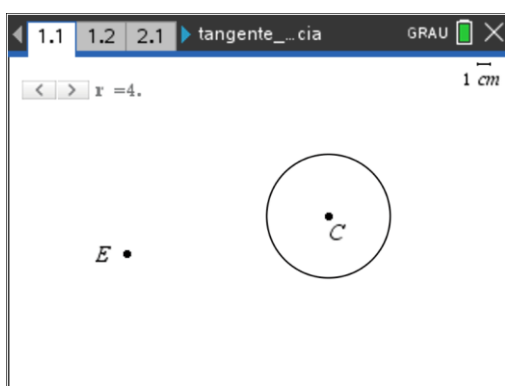 1.1 1.2 2.1 tangente_…cia GRAU
1 cm
< > r =4.
C
E